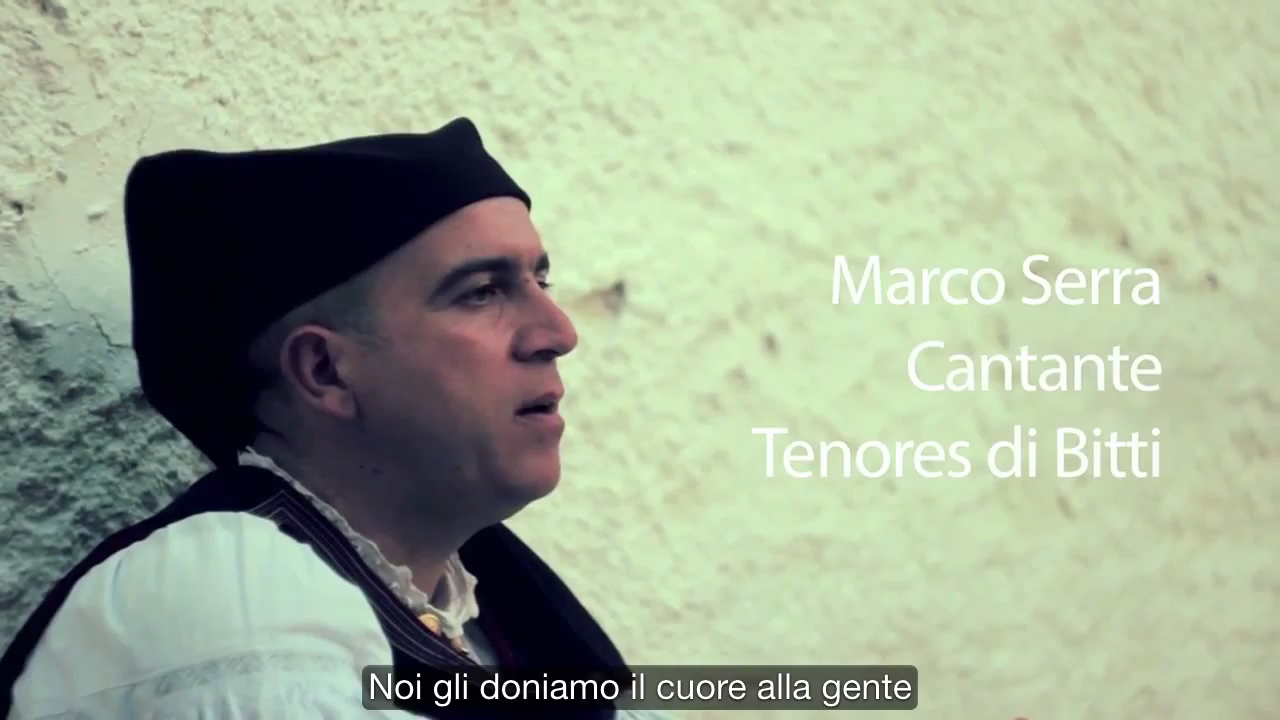 Marco Serra
Cantante
Tenores di Bitti
Noi gli doniamo il cuore alla gente